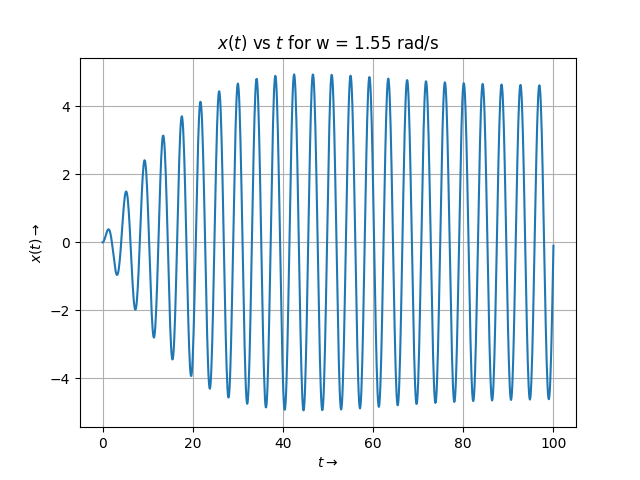 x(t) vs t for w = 1.55 rad/s
x(t) →
4
2
0
−2
−4
0 20 40 60 80 100
t →